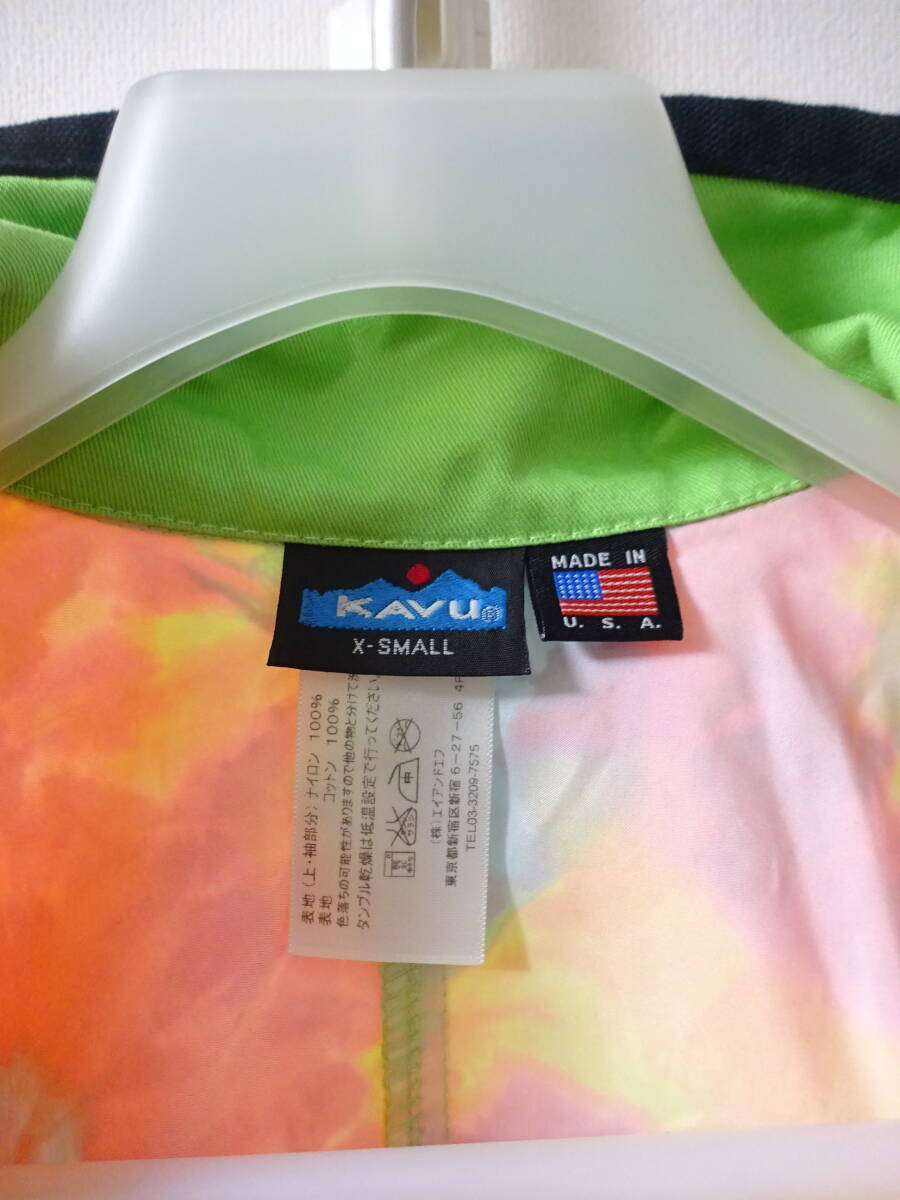 KAVU®
X-SMALL
MADE IN
U. S. A.
表地(上・袖部分): ナイロン 100%
表地 コットン 100%
色落ちの可能性がありますので他の物と分けてお
タンブル乾燥は低温設定で行ってください。
中
(株)エイアンドエフ
東京都新宿区新宿 6-27-56 4F
TEL03-3209-7575